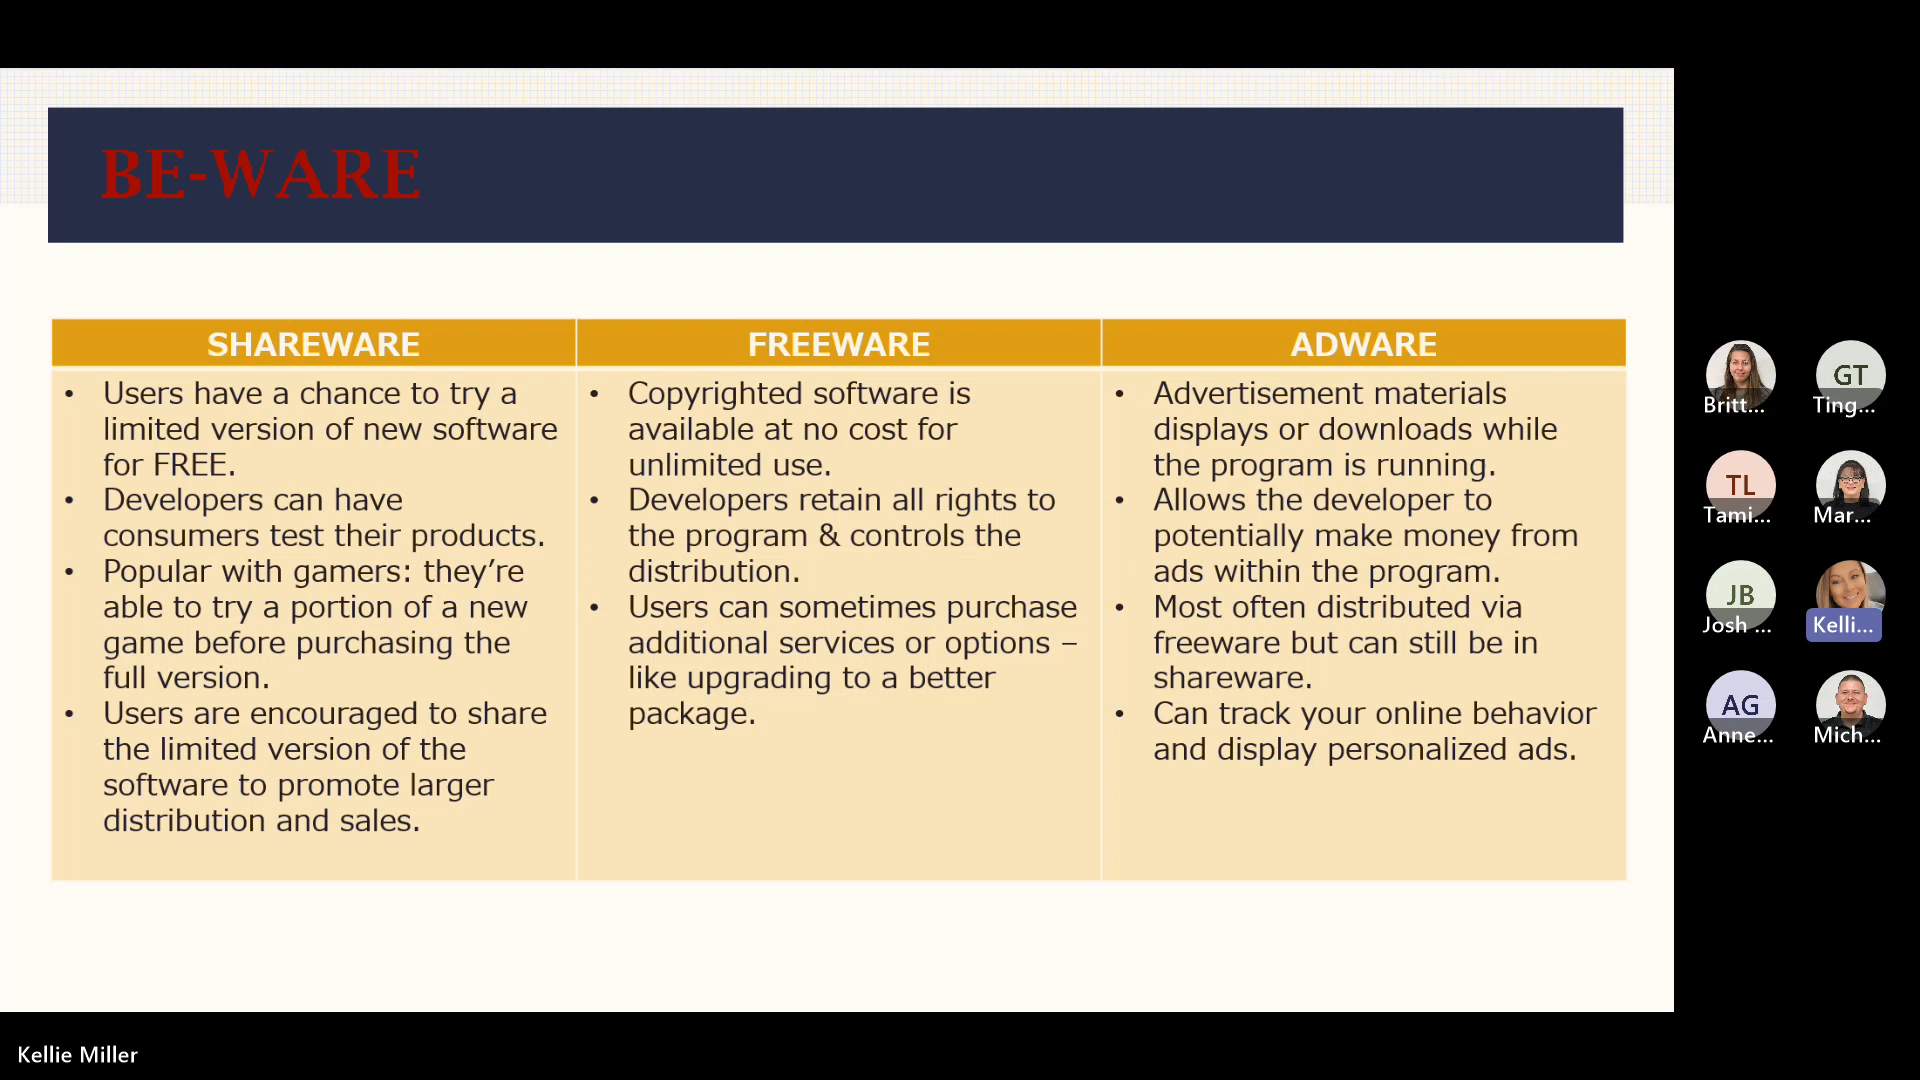 BE-WARE
SHAREWARE
• Users have a chance to try a
limited version of new software
for FREE.
• Developers can have
consumers test their products.
• Popular with gamers: they’re
able to try a portion of a new
game before purchasing the
full version.
• Users are encouraged to share
the limited version of the
software to promote larger
distribution and sales.
FREEWARE
• Copyrighted software is
available at no cost for
unlimited use.
• Developers retain all rights to
the program & controls the
distribution.
• Users can sometimes purchase
additional services or options –
like upgrading to a better
package.
ADWARE
• Advertisement materials
displays or downloads while
the program is running.
• Allows the developer to
potentially make money from
ads within the program.
• Most often distributed via
freeware but can still be in
shareware.
• Can track your online behavior
and display personalized ads.
Britt...
GT
Ting...
TL
Tami...
Mar...
JB
Josh ...
Kelli...
AG
Anne...
Mich...
Kellie Miller